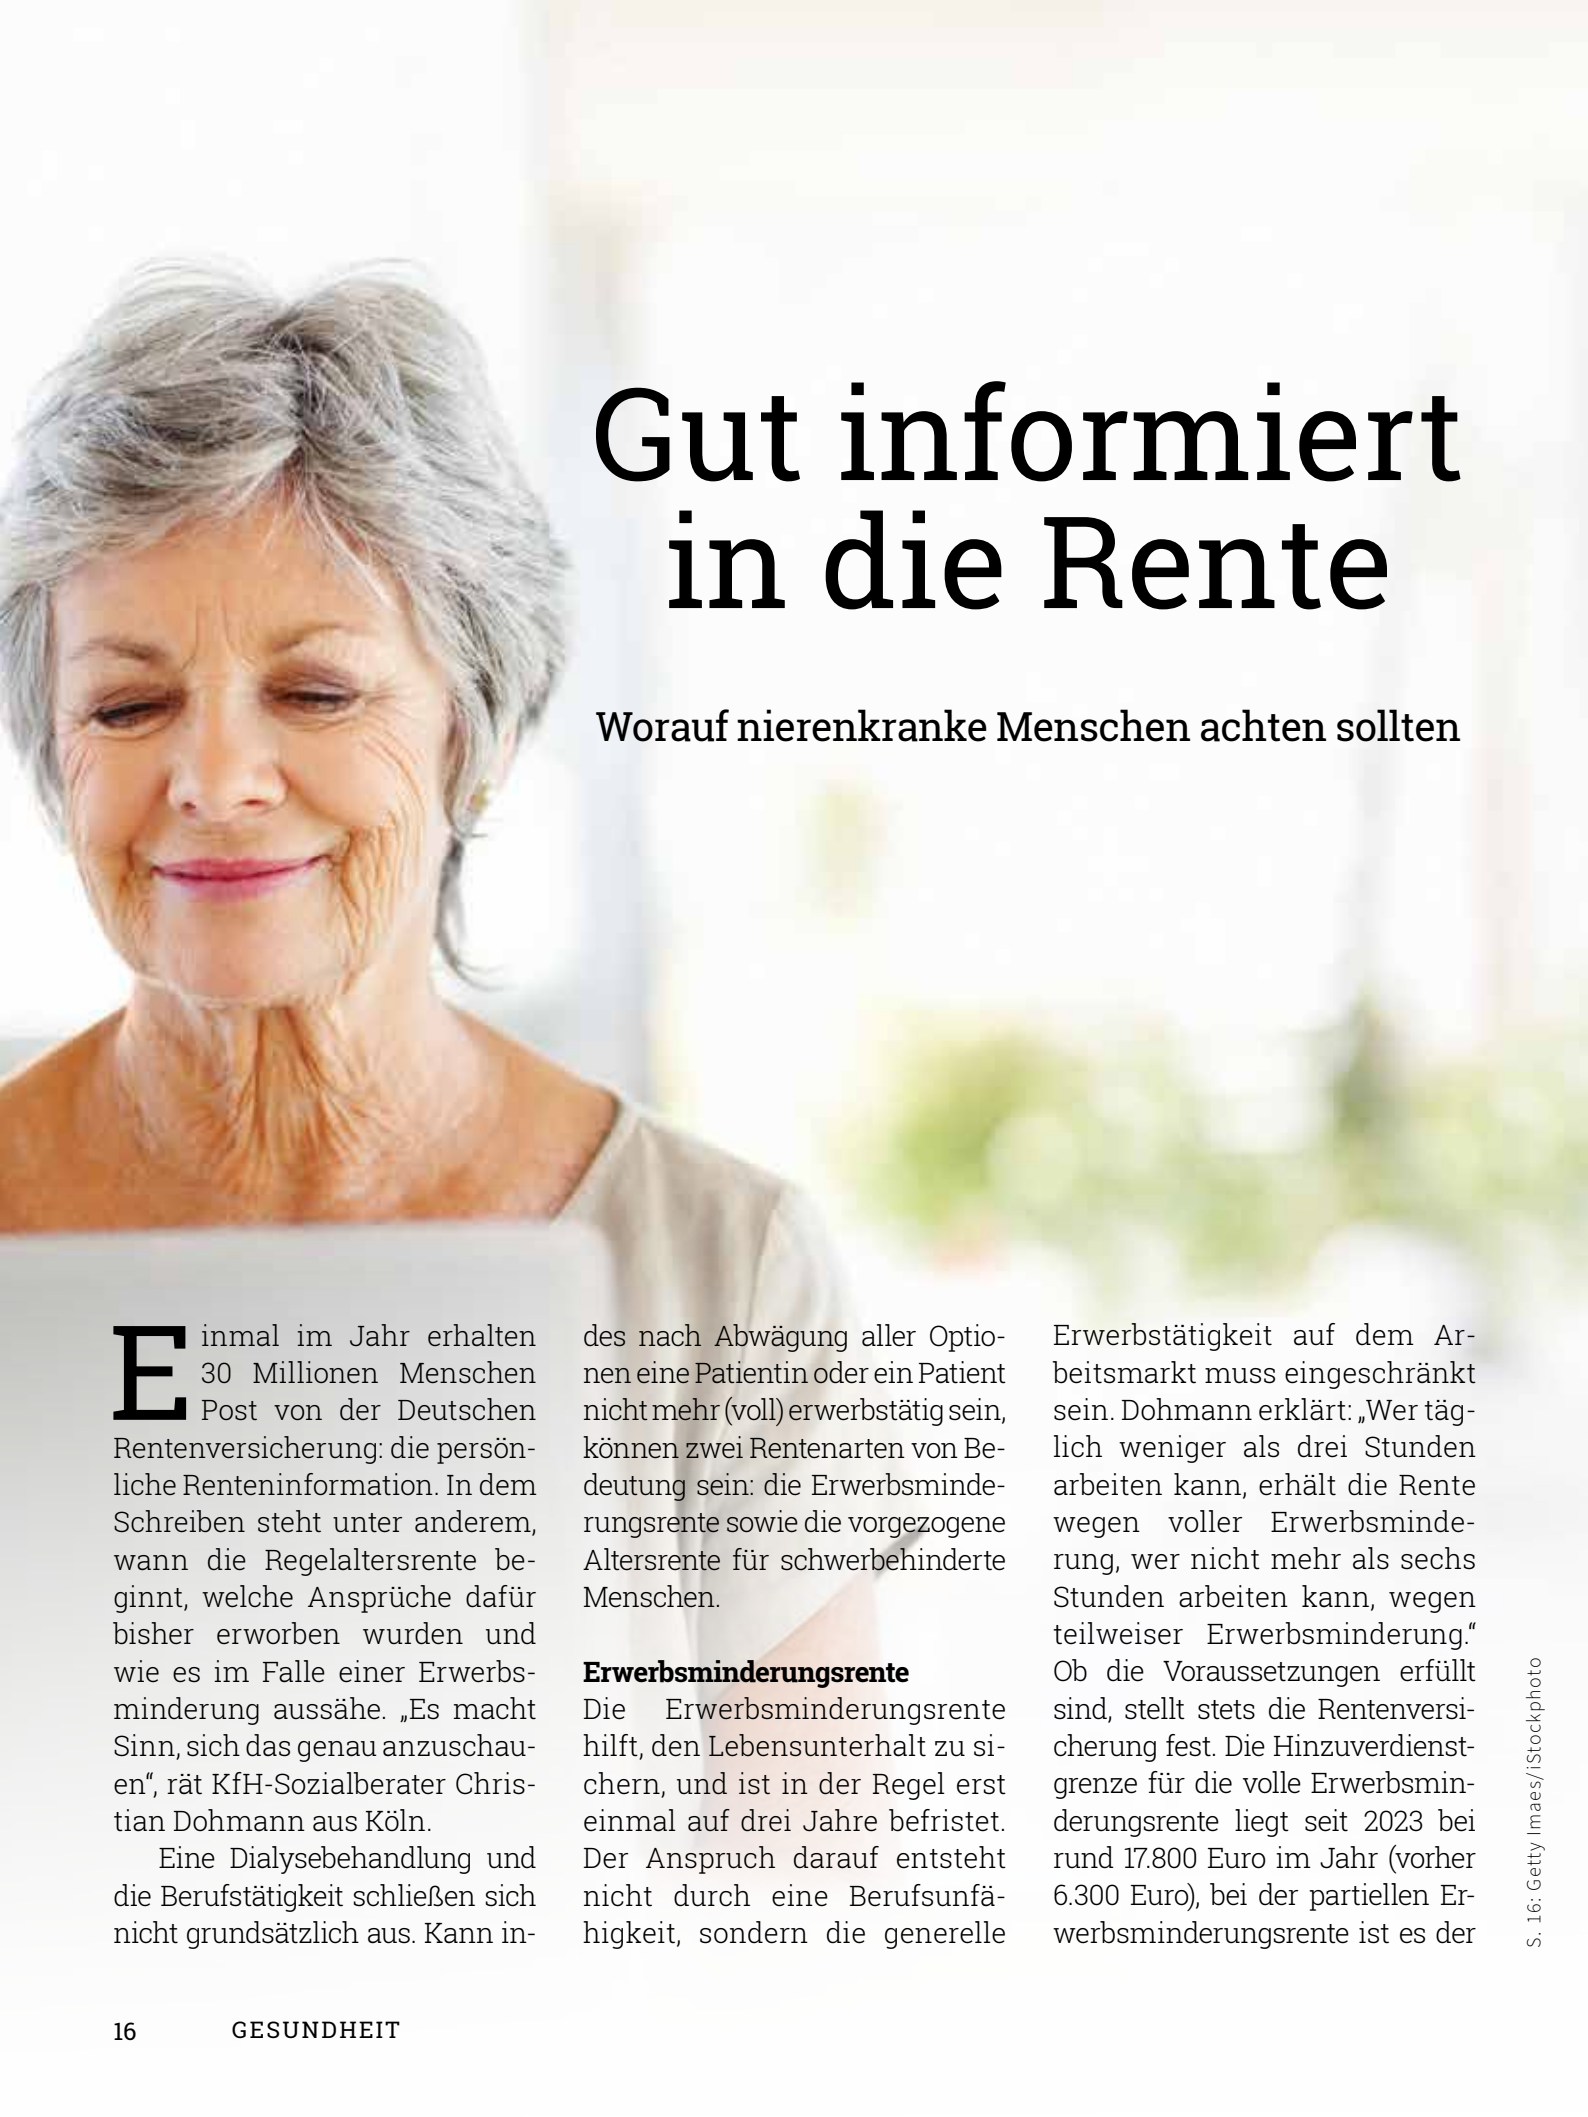 Gut informiert
in die Rente
Worauf nierenkranke Menschen achten sollten
Einmal im Jahr erhalten
30 Millionen Menschen
Post von der Deutschen
Rentenversicherung: die persön-
liche Renteninformation. In dem
Schreiben steht unter anderem,
wann die Regelaltersrente be-
ginnt, welche Ansprüche dafür
bisher erworben wurden und
wie es im Falle einer Erwerbs-
minderung aussähe. „Es macht
Sinn, sich das genau anzuschau-
en“, rät KfH-Sozialberater Chris-
tian Dohmann aus Köln.
Eine Dialysebehandlung und
die Berufstätigkeit schließen sich
nicht grundsätzlich aus. Kann in-
des nach Abwägung aller Optio-
nen eine Patientin oder ein Patient
nicht mehr (voll) erwerbstätig sein,
können zwei Rentenarten von Be-
deutung sein: die Erwerbsminde-
rungsrente sowie die vorgezogene
Altersrente für schwerbehinderte
Menschen.
Erwerbsminderungsrente
Die Erwerbsminderungsrente
hilft, den Lebensunterhalt zu si-
chern, und ist in der Regel erst
einmal auf drei Jahre befristet.
Der Anspruch darauf entsteht
nicht durch eine Berufsunfä-
higkeit, sondern die generelle
Erwerbstätigkeit auf dem Ar-
beitsmarkt muss eingeschränkt
sein. Dohmann erklärt: „Wer täg-
lich weniger als drei Stunden
arbeiten kann, erhält die Rente
wegen voller Erwerbsminde-
rung, wer nicht mehr als sechs
Stunden arbeiten kann, wegen
teilweiser Erwerbsminderung.“
Ob die Voraussetzungen erfüllt
sind, stellt stets die Rentenversi-
cherung fest. Die Hinzuverdienst-
grenze für die volle Erwerbsmin-
derungsrente liegt seit 2023 bei
rund 17.800 Euro im Jahr (vorher
6.300 Euro), bei der partiellen Er-
werbsminderungsrente ist es der
S. 16: Getty Imaes/iStockphoto
16 GESUNDHEIT